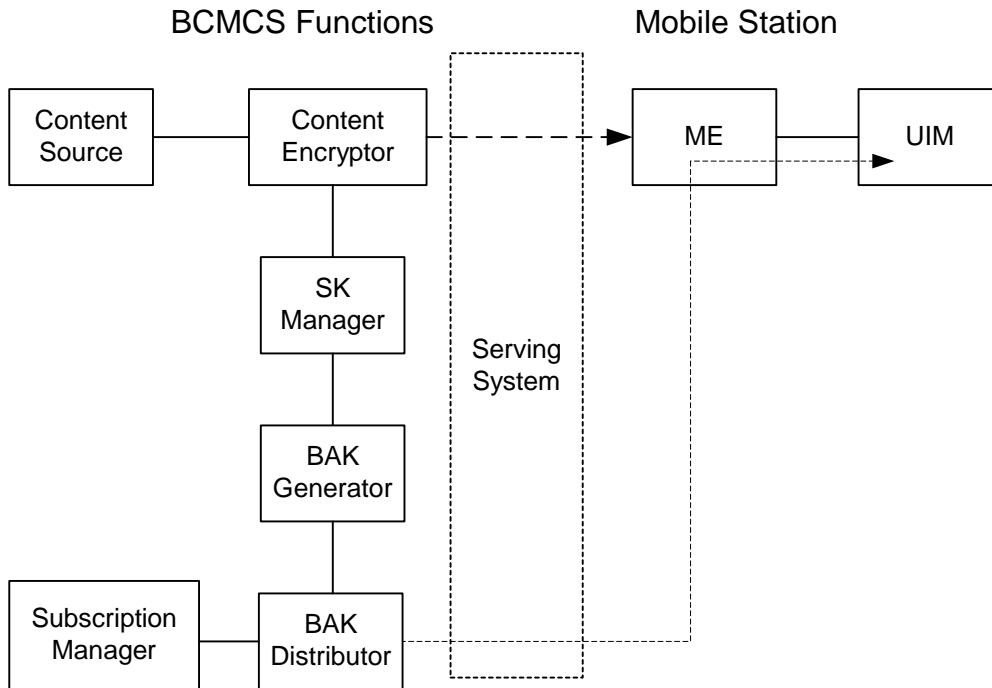 BCMCS Functions
Mobile Station
Content
Source
Content
Encryptor
ME
UIM
SK
Manager
Serving
System
BAK
Generator
Subscription
Manager
BAK
Distributor